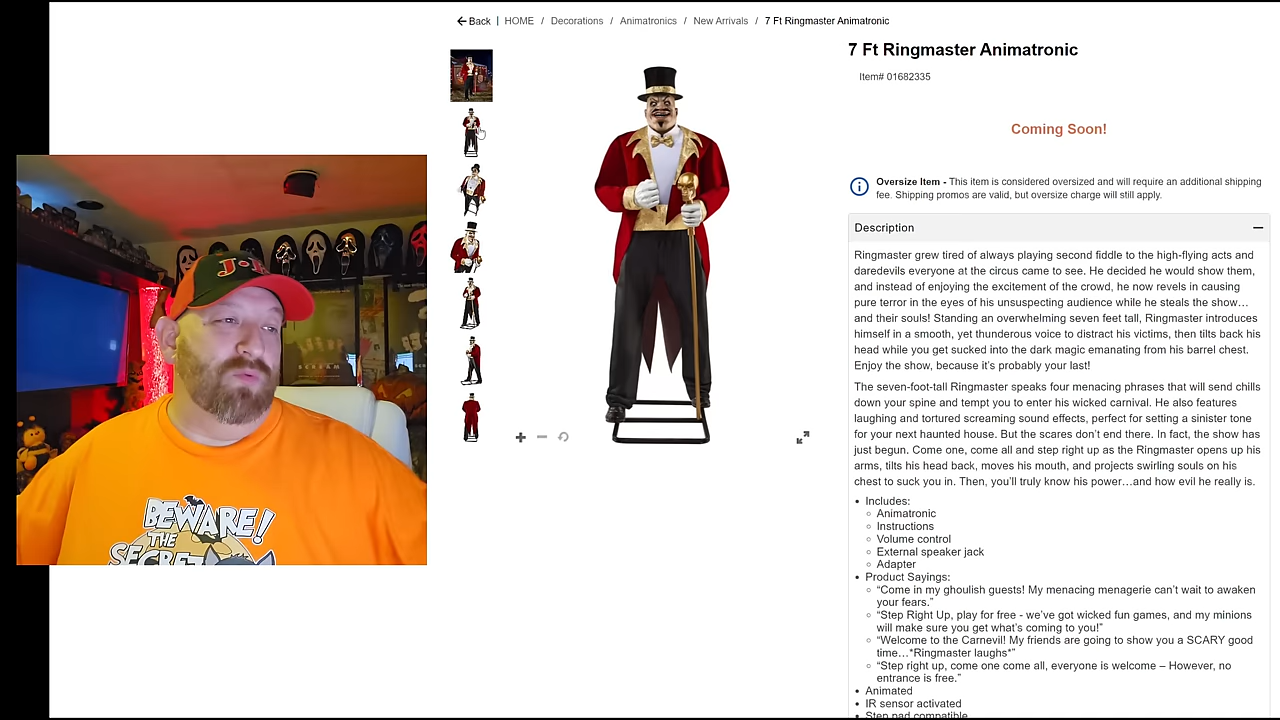 Back | HOME / Decorations / Animatronics / New Arrivals / 7 Ft Ringmaster Animatronic
7 Ft Ringmaster Animatronic
Item# 01682335
Coming Soon!
Oversize Item - This item is considered oversized and will require an additional shipping
fee. Shipping promos are valid, but oversize charge will still apply.
Description
Ringmaster grew tired of always playing second fiddle to the high-flying acts and
daredevils everyone at the circus came to see. He decided he would show them,
and instead of enjoying the excitement of the crowd, he now revels in causing
pure terror in the eyes of his unsuspecting audience while he steals the show…
and their souls! Standing an overwhelming seven feet tall, Ringmaster introduces
himself in a smooth, yet thunderous voice to distract his victims, then tilts back his
head while you get sucked into the dark magic emanating from his barrel chest.
Enjoy the show, because it’s probably your last!
The seven-foot-tall Ringmaster speaks four menacing phrases that will send chills
down your spine and tempt you to enter his wicked carnival. He also features
laughing and tortured screaming sound effects, perfect for setting a sinister tone
for your next haunted house. But the scares don’t end there. In fact, the show has
just begun. Come one, come all and step right up as the Ringmaster opens up his
arms, tilts his head back, moves his mouth, and projects swirling souls on his
chest to suck you in. Then, you’ll truly know his power…and how evil he really is.
• Includes:
Animatronic
Instructions
Volume control
External speaker jack
Adapter
• Product Sayings:
“Come in my ghoulish guests! My menacing menagerie can’t wait to awaken
your fears.”
“Step Right Up, play for free - we’ve got wicked fun games, and my minions
will make sure you get what’s coming to you!”
“Welcome to the Carnevil! My friends are going to show you a SCARY good
time…*Ringmaster laughs*”
“Step right up, come one come all, everyone is welcome – However, no
entrance is free.”
• Animated
• IR sensor activated
• Step pad compatible
SCREAM
BEWARE!
THE
SECRET